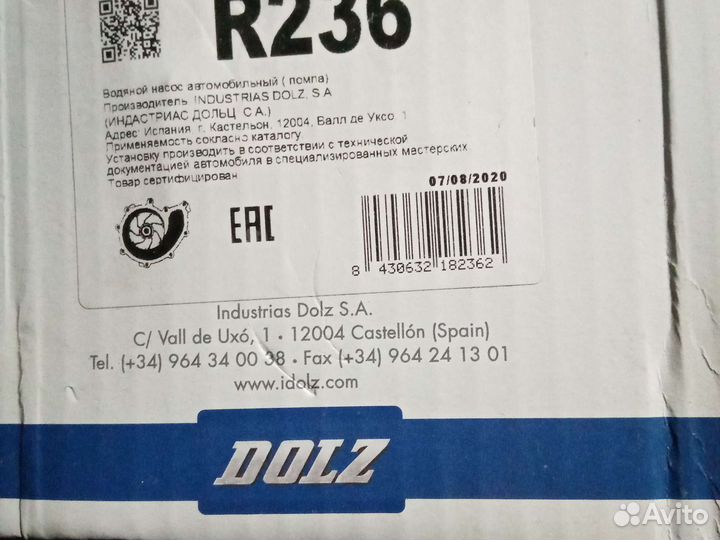 R236
Водяной насос автомобильный ( помпа)
Производитель INDUSTRIAS DOLZ, S.A
(ИНДАСТРИАС ДОЛЬЦ С.А.)
Адрес: Испания, г. Кастельон, 12004, Валл де Уксо, 1
Применяемость согласно каталогу.
Установку производить в соответствии с технической
документацией автомобиля в специализированных мастерских
Товар сертифицирован
07/08/2020
EAC
8 430632 182362
Industrias Dolz S.A.
C/ Vall de Uxó, 1 · 12004 Castellón (Spain)
Tel. (+34) 964 34 00 38 · Fax (+34) 964 24 13 01
www.idolz.com
DOLZ
Avito